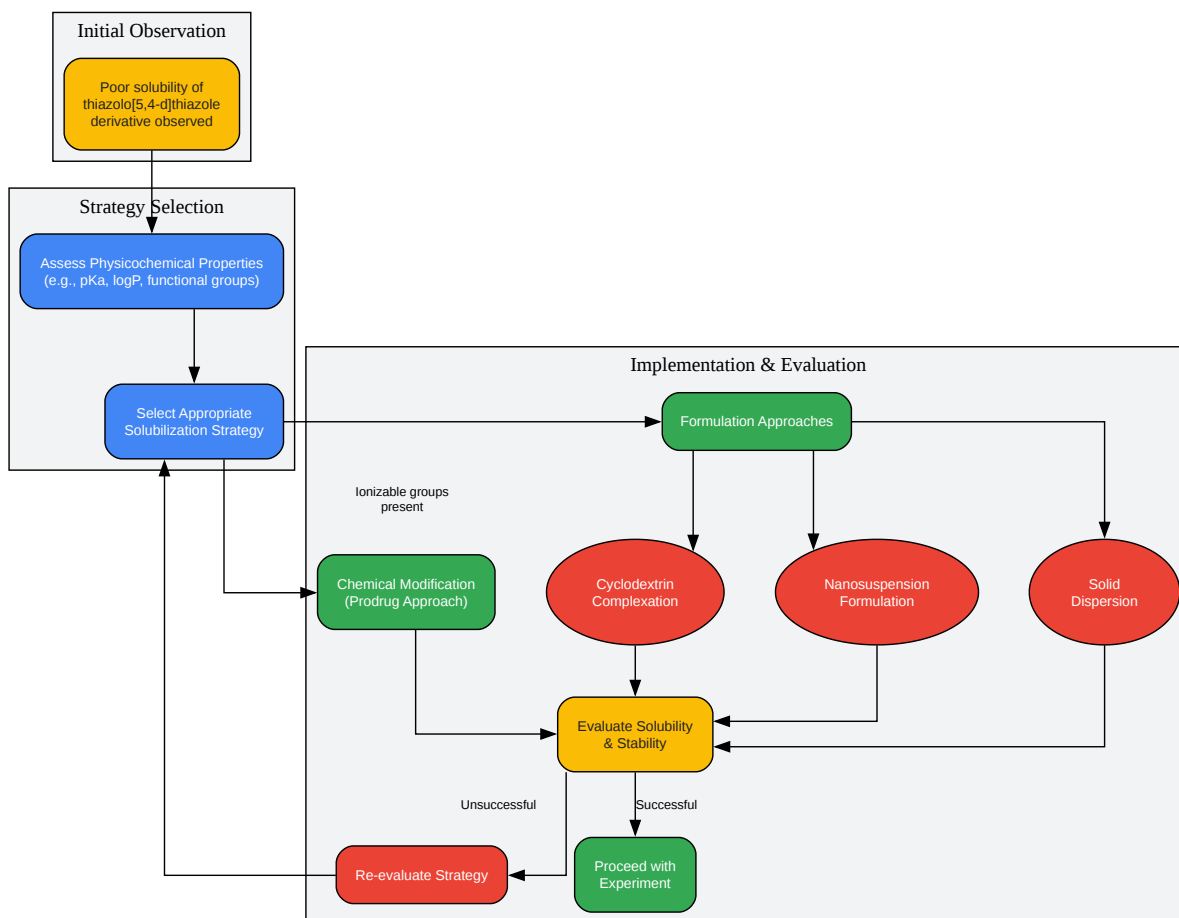 Initial Observation
Poor solubility of
thiazolo[5,4-d]thiazole
derivative observed
Strategy Selection
Assess Physicochemical Properties
(e.g., pKa, logP, functional groups)
Select Appropriate
Solubilization Strategy
Implementation & Evaluation
Formulation Approaches
Ionizable groups
present
Chemical Modification
(Prodrug Approach)
Cyclodextrin
Complexation
Nanosuspension
Formulation
Solid
Dispersion
Evaluate Solubility
& Stability
Unsuccessful
Successful
Re-evaluate Strategy
Proceed with
Experiment